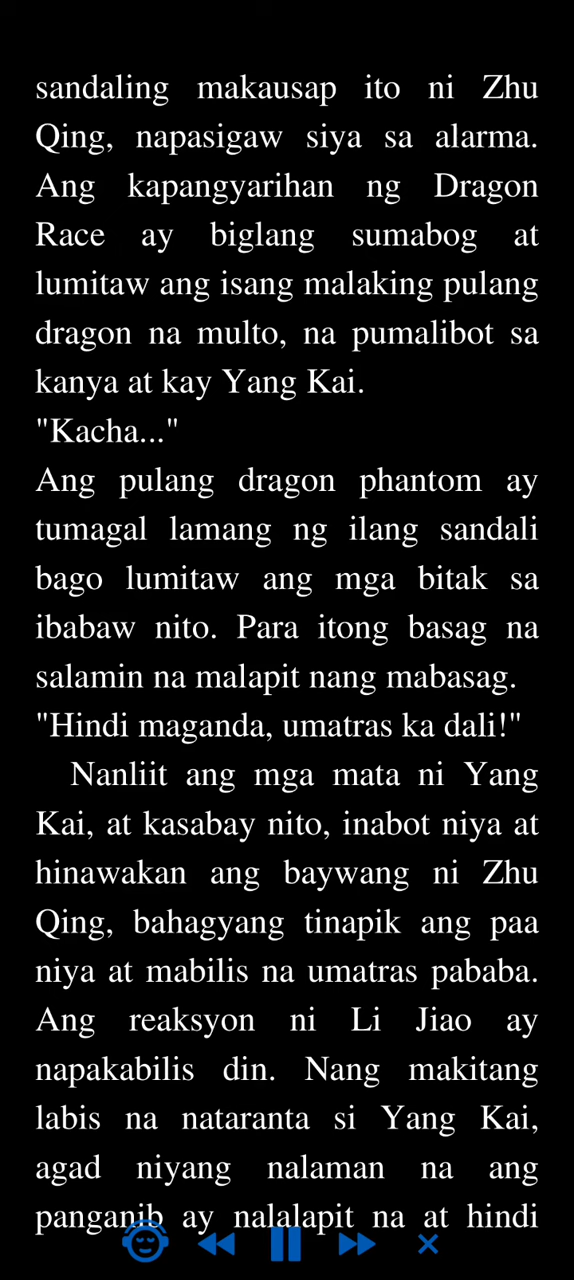 sandaling makausap ito ni Zhu
Qing, napasigaw siya sa alarma.
Ang kapangyarihan ng Dragon
Race ay biglang sumabog at
lumitaw ang isang malaking pulang
dragon na multo, na pumalibot sa
kanya at kay Yang Kai.
"Kacha..."
Ang pulang dragon phantom ay
tumagal lamang ng ilang sandali
bago lumitaw ang mga bitak sa
ibabaw nito. Para itong basag na
salamin na malapit nang mabasag.
"Hindi maganda, umatras ka dali!"
Nanliit ang mga mata ni Yang
Kai, at kasabay nito, inabot niya at
hinawakan ang baywang ni Zhu
Qing, bahagyang tinapik ang paa
niya at mabilis na umatras pababa.
Ang reaksyon ni Li Jiao ay
napakabilis din. Nang makitang
labis na nataranta si Yang Kai,
agad niyang nalaman na ang
panganib ay nalalapit na at hindi